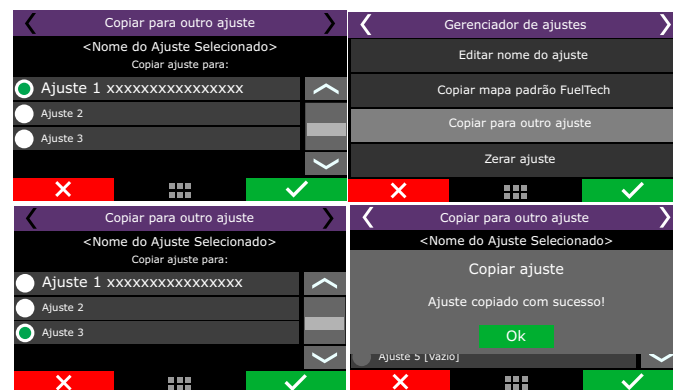 Copiar para outro ajuste
<Nome do Ajuste Selecionado>
Copiar ajuste para:
Ajuste 1 xxxxxxxxxxxxxxxx
Ajuste 2
Ajuste 3
Gerenciador de ajustes
Editar nome do ajuste
Copiar mapa padrão FuelTech
Copiar para outro ajuste
Zerar ajuste
Copiar para outro ajuste
<Nome do Ajuste Selecionado>
Copiar ajuste para:
Ajuste 1 xxxxxxxxxxxxxxxx
Ajuste 2
Ajuste 3
Copiar para outro ajuste
<Nome do Ajuste Selecionado>
Copiar ajuste
Ajuste copiado com sucesso!
Ok
Ajuste 5 [Vazio]